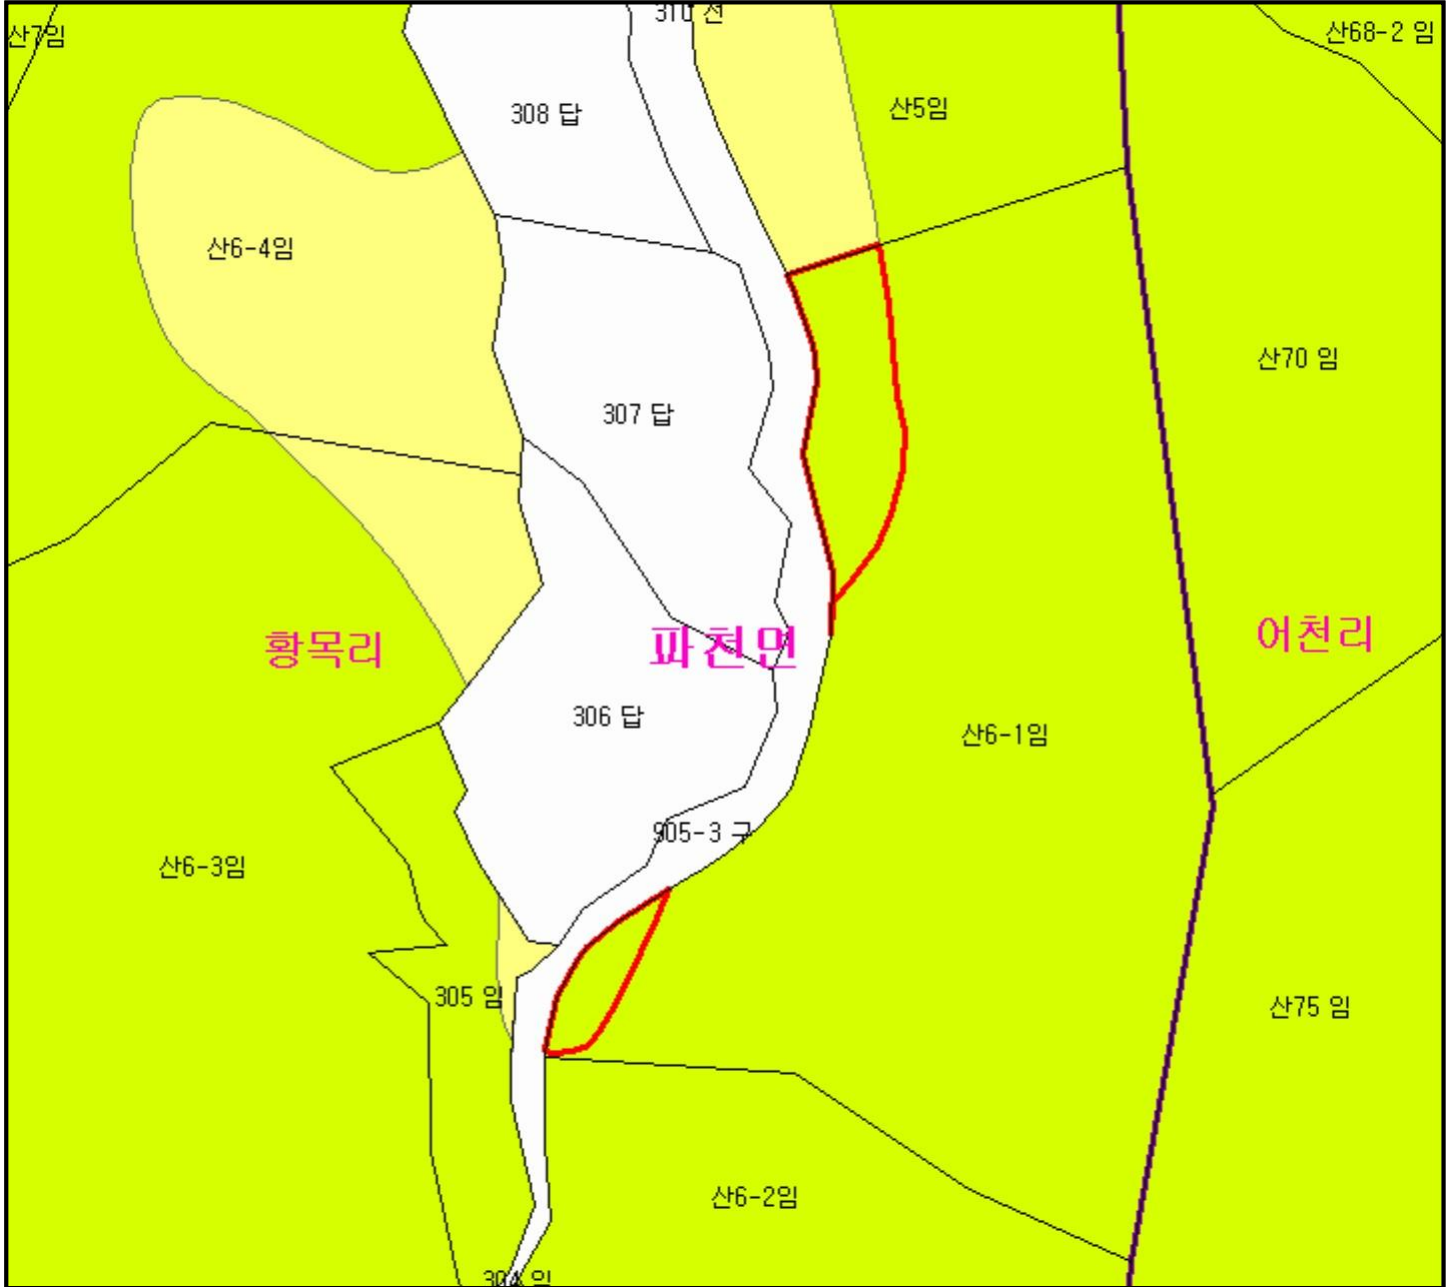 310 전
산7임
산68-2 임
308 답
산5임
산6-4임
산70 임
307 답
황목리
파천면
어천리
306 답
산6-1임
905-3 구
산6-3임
305 임
산75 임
산6-2임
304 임